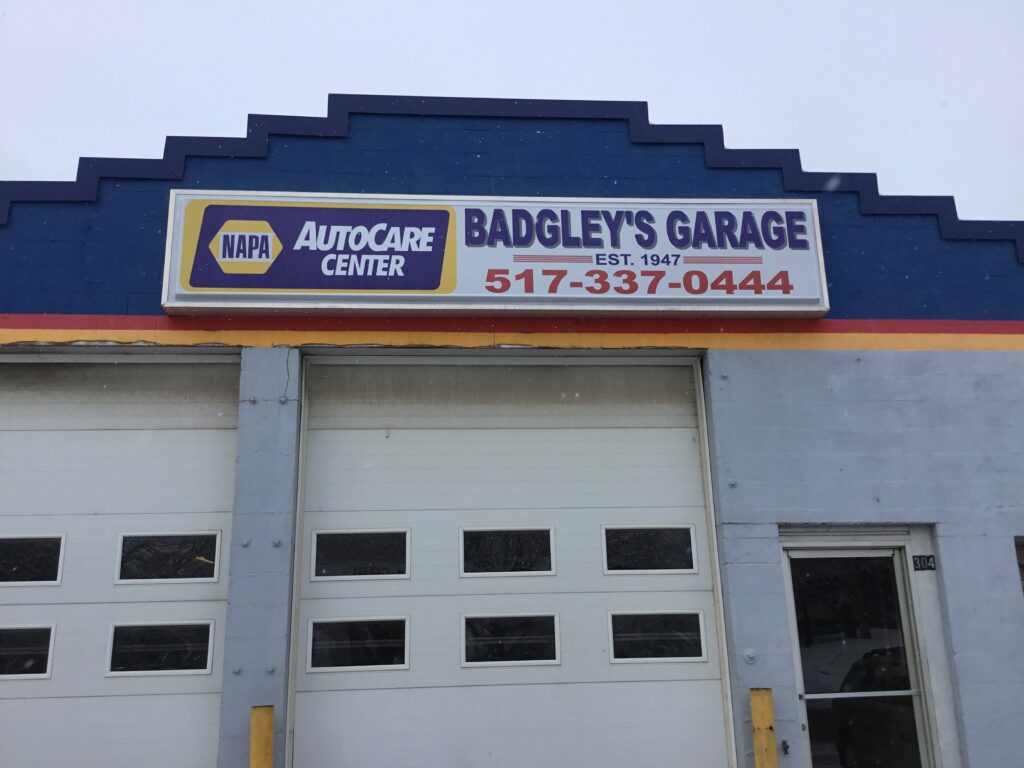 NAPA
AUTOCARE
CENTER
BADGLEY'S GARAGE
EST. 1947
517-337-0444
304